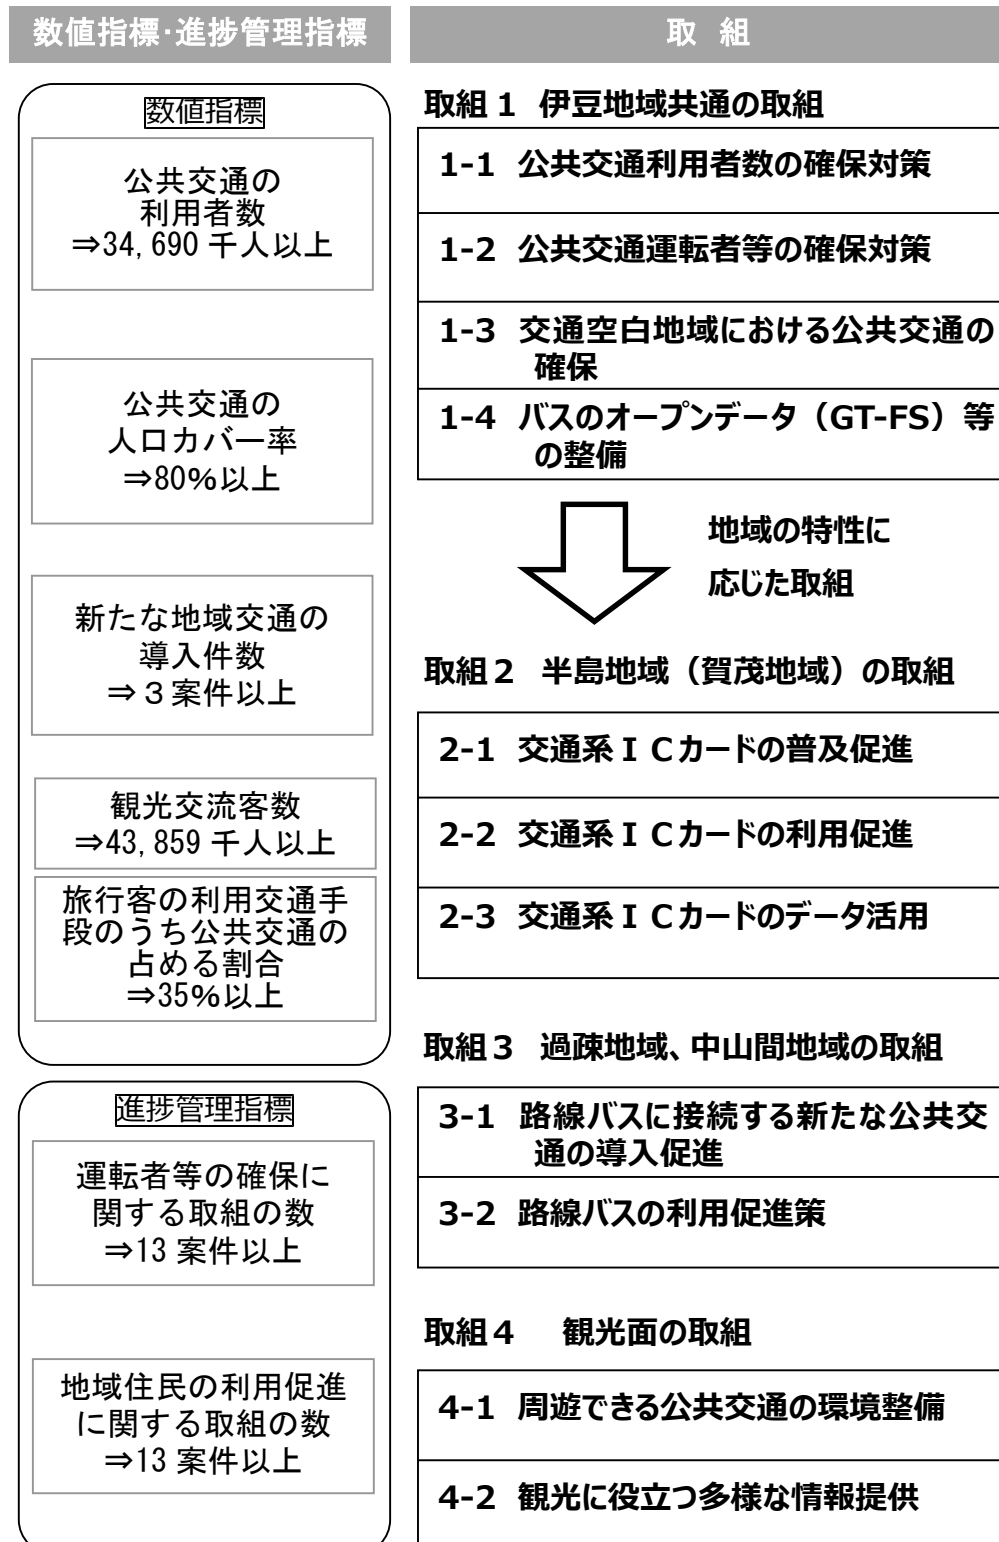 数値指標･進捗管理指標
数値指標
公共交通の
利用者数
⇒34,690 千人以上
公共交通の
人口カバー率
⇒80％以上
新たな地域交通の
導入件数
⇒３案件以上
観光交流客数
⇒43,859 千人以上
旅行客の利用交通手
段のうち公共交通の
占める割合
⇒35％以上
進捗管理指標
運転者等の確保に
関する取組の数
⇒13 案件以上
地域住民の利用促進
に関する取組の数
⇒13 案件以上
取 組
取組１ 伊豆地域共通の取組
1-1 公共交通利用者数の確保対策
1-2 公共交通運転者等の確保対策
1-3 交通空白地域における公共交通の
確保
1-4 バスのオープンデータ（GT-FS）等
の整備
地域の特性に
応じた取組
取組２ 半島地域（賀茂地域）の取組
2-1 交通系ＩＣカードの普及促進
2-2 交通系ＩＣカードの利用促進
2-3 交通系ＩＣカードのデータ活用
取組３ 過疎地域、中山間地域の取組
3-1 路線バスに接続する新たな公共交
通の導入促進
3-2 路線バスの利用促進策
取組４ 観光面の取組
4-1 周遊できる公共交通の環境整備
4-2 観光に役立つ多様な情報提供